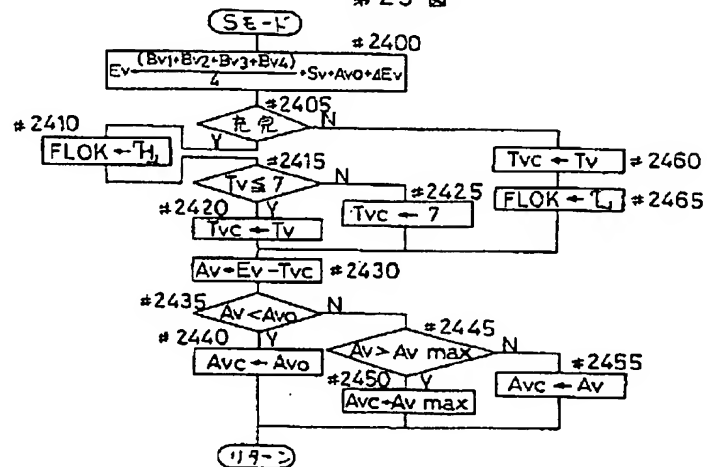 第25図
Sモード
#2400
Ev←(Bv1+Bv2+Bv3+Bv4)/4+Sv+Avo+ΔEv
#2405
充完
N
Y
#2410
FLOK←"H"
#2415
Tv≦7
N
Y
#2420
Tvc←Tv
#2425
Tvc←7
Tvc←Tv #2460
FLOK←"L" #2465
Av←Ev-Tvc #2430
#2435
Av<Avo
N
Y
#2440
Avc←Avo
#2445
Av>Av max
N
Y
#2450
Avc←Av max
#2455
Avc←Av
リターン